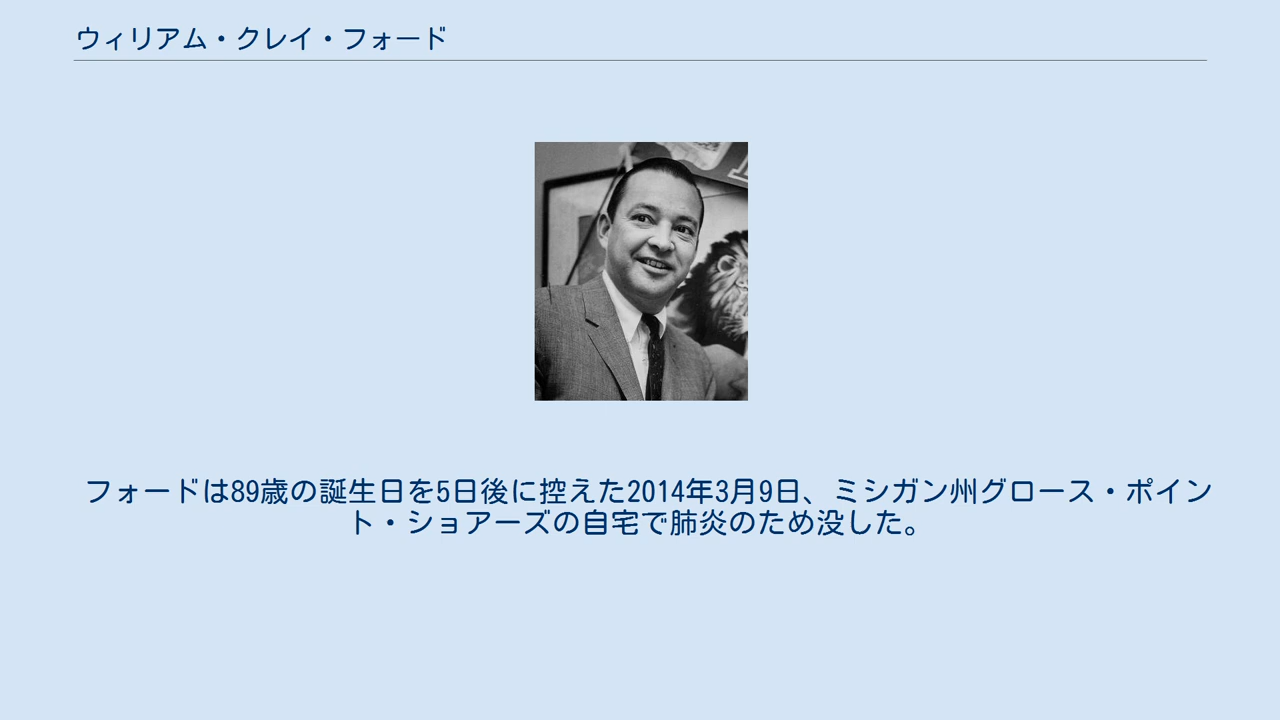 ウィリアム・クレイ・フォード
フォードは89歳の誕生日を5日後に控えた2014年3月9日、ミシガン州グロース・ポイン
ト・ショアーズの自宅で肺炎のため没した。